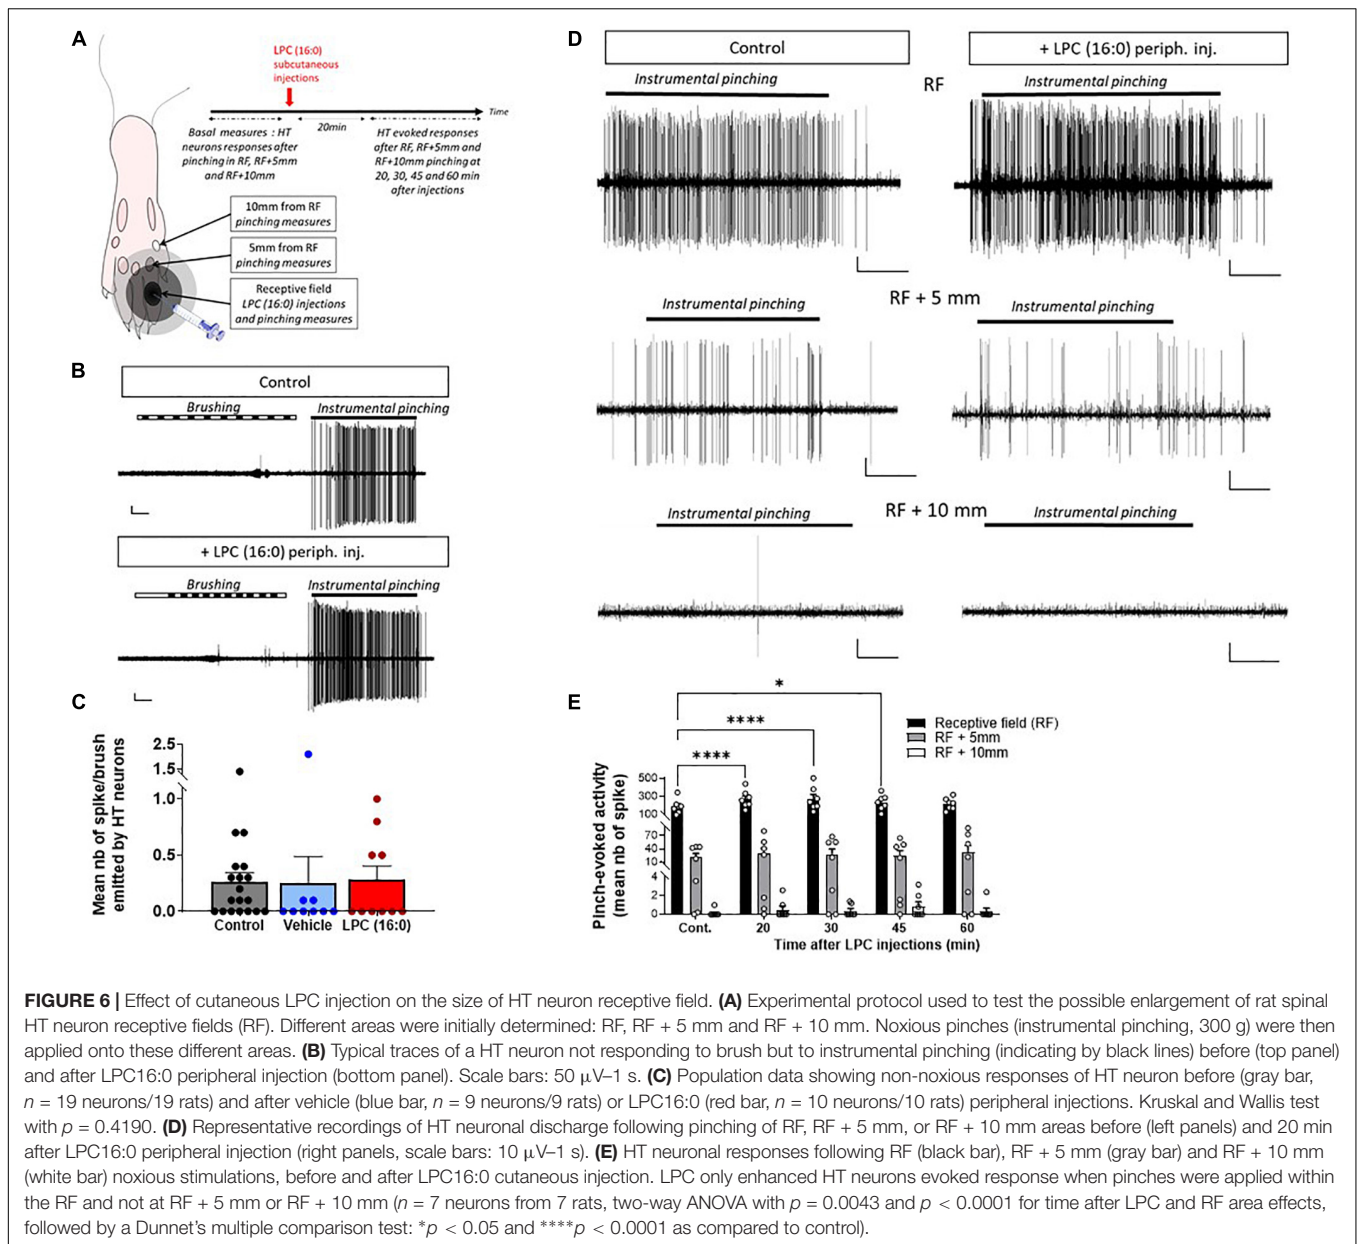 A
LPC (16:0)
subcutaneous
injections
Time
20min
Basal measures : HT
neurons responses after
pinching in RF, RF+5mm
and RF+10mm
HT evoked responses
after RF, RF+5mm and
RF+10mm pinching at
20, 30, 45 and 60 min
after injections
10mm from RF
pinching measures
5mm from RF
pinching measures
Receptive field
LPC (16:0) injections
and pinching measures
B
Control
Brushing
Instrumental pinching
+ LPC (16:0) periph. inj.
Brushing
Instrumental pinching
C
Mean nb of spike/brush
emitted by HT neurons
2.5
1.5
1.0
0.5
0.0
Control
Vehicle
LPC (16:0)
D
Control
+ LPC (16:0) periph. inj.
Instrumental pinching
RF
Instrumental pinching
Instrumental pinching
RF + 5 mm
Instrumental pinching
Instrumental pinching
RF + 10 mm
Instrumental pinching
E
*
****
****
Receptive field (RF)
RF + 5mm
RF + 10mm
Pinch-evoked activity
(mean nb of spike)
500
300
100
70
40
10
4
2
0
Cont.
20
30
45
60
Time after LPC injections (min)
FIGURE 6 | Effect of cutaneous LPC injection on the size of HT neuron receptive field. (A) Experimental protocol used to test the possible enlargement of rat spinal
HT neuron receptive fields (RF). Different areas were initially determined: RF, RF + 5 mm and RF + 10 mm. Noxious pinches (instrumental pinching, 300 g) were then
applied onto these different areas. (B) Typical traces of a HT neuron not responding to brush but to instrumental pinching (indicating by black lines) before (top panel)
and after LPC16:0 peripheral injection (bottom panel). Scale bars: 50 μV–1 s. (C) Population data showing non-noxious responses of HT neuron before (gray bar,
n = 19 neurons/19 rats) and after vehicle (blue bar, n = 9 neurons/9 rats) or LPC16:0 (red bar, n = 10 neurons/10 rats) peripheral injections. Kruskal and Wallis test
with p = 0.4190. (D) Representative recordings of HT neuronal discharge following pinching of RF, RF + 5 mm, or RF + 10 mm areas before (left panels) and 20 min
after LPC16:0 peripheral injection (right panels, scale bars: 10 μV–1 s). (E) HT neuronal responses following RF (black bar), RF + 5 mm (gray bar) and RF + 10 mm
(white bar) noxious stimulations, before and after LPC16:0 cutaneous injection. LPC only enhanced HT neurons evoked response when pinches were applied within
the RF and not at RF + 5 mm or RF + 10 mm (n = 7 neurons from 7 rats, two-way ANOVA with p = 0.0043 and p < 0.0001 for time after LPC and RF area effects,
followed by a Dunnet's multiple comparison test: *p < 0.05 and ****p < 0.0001 as compared to control).